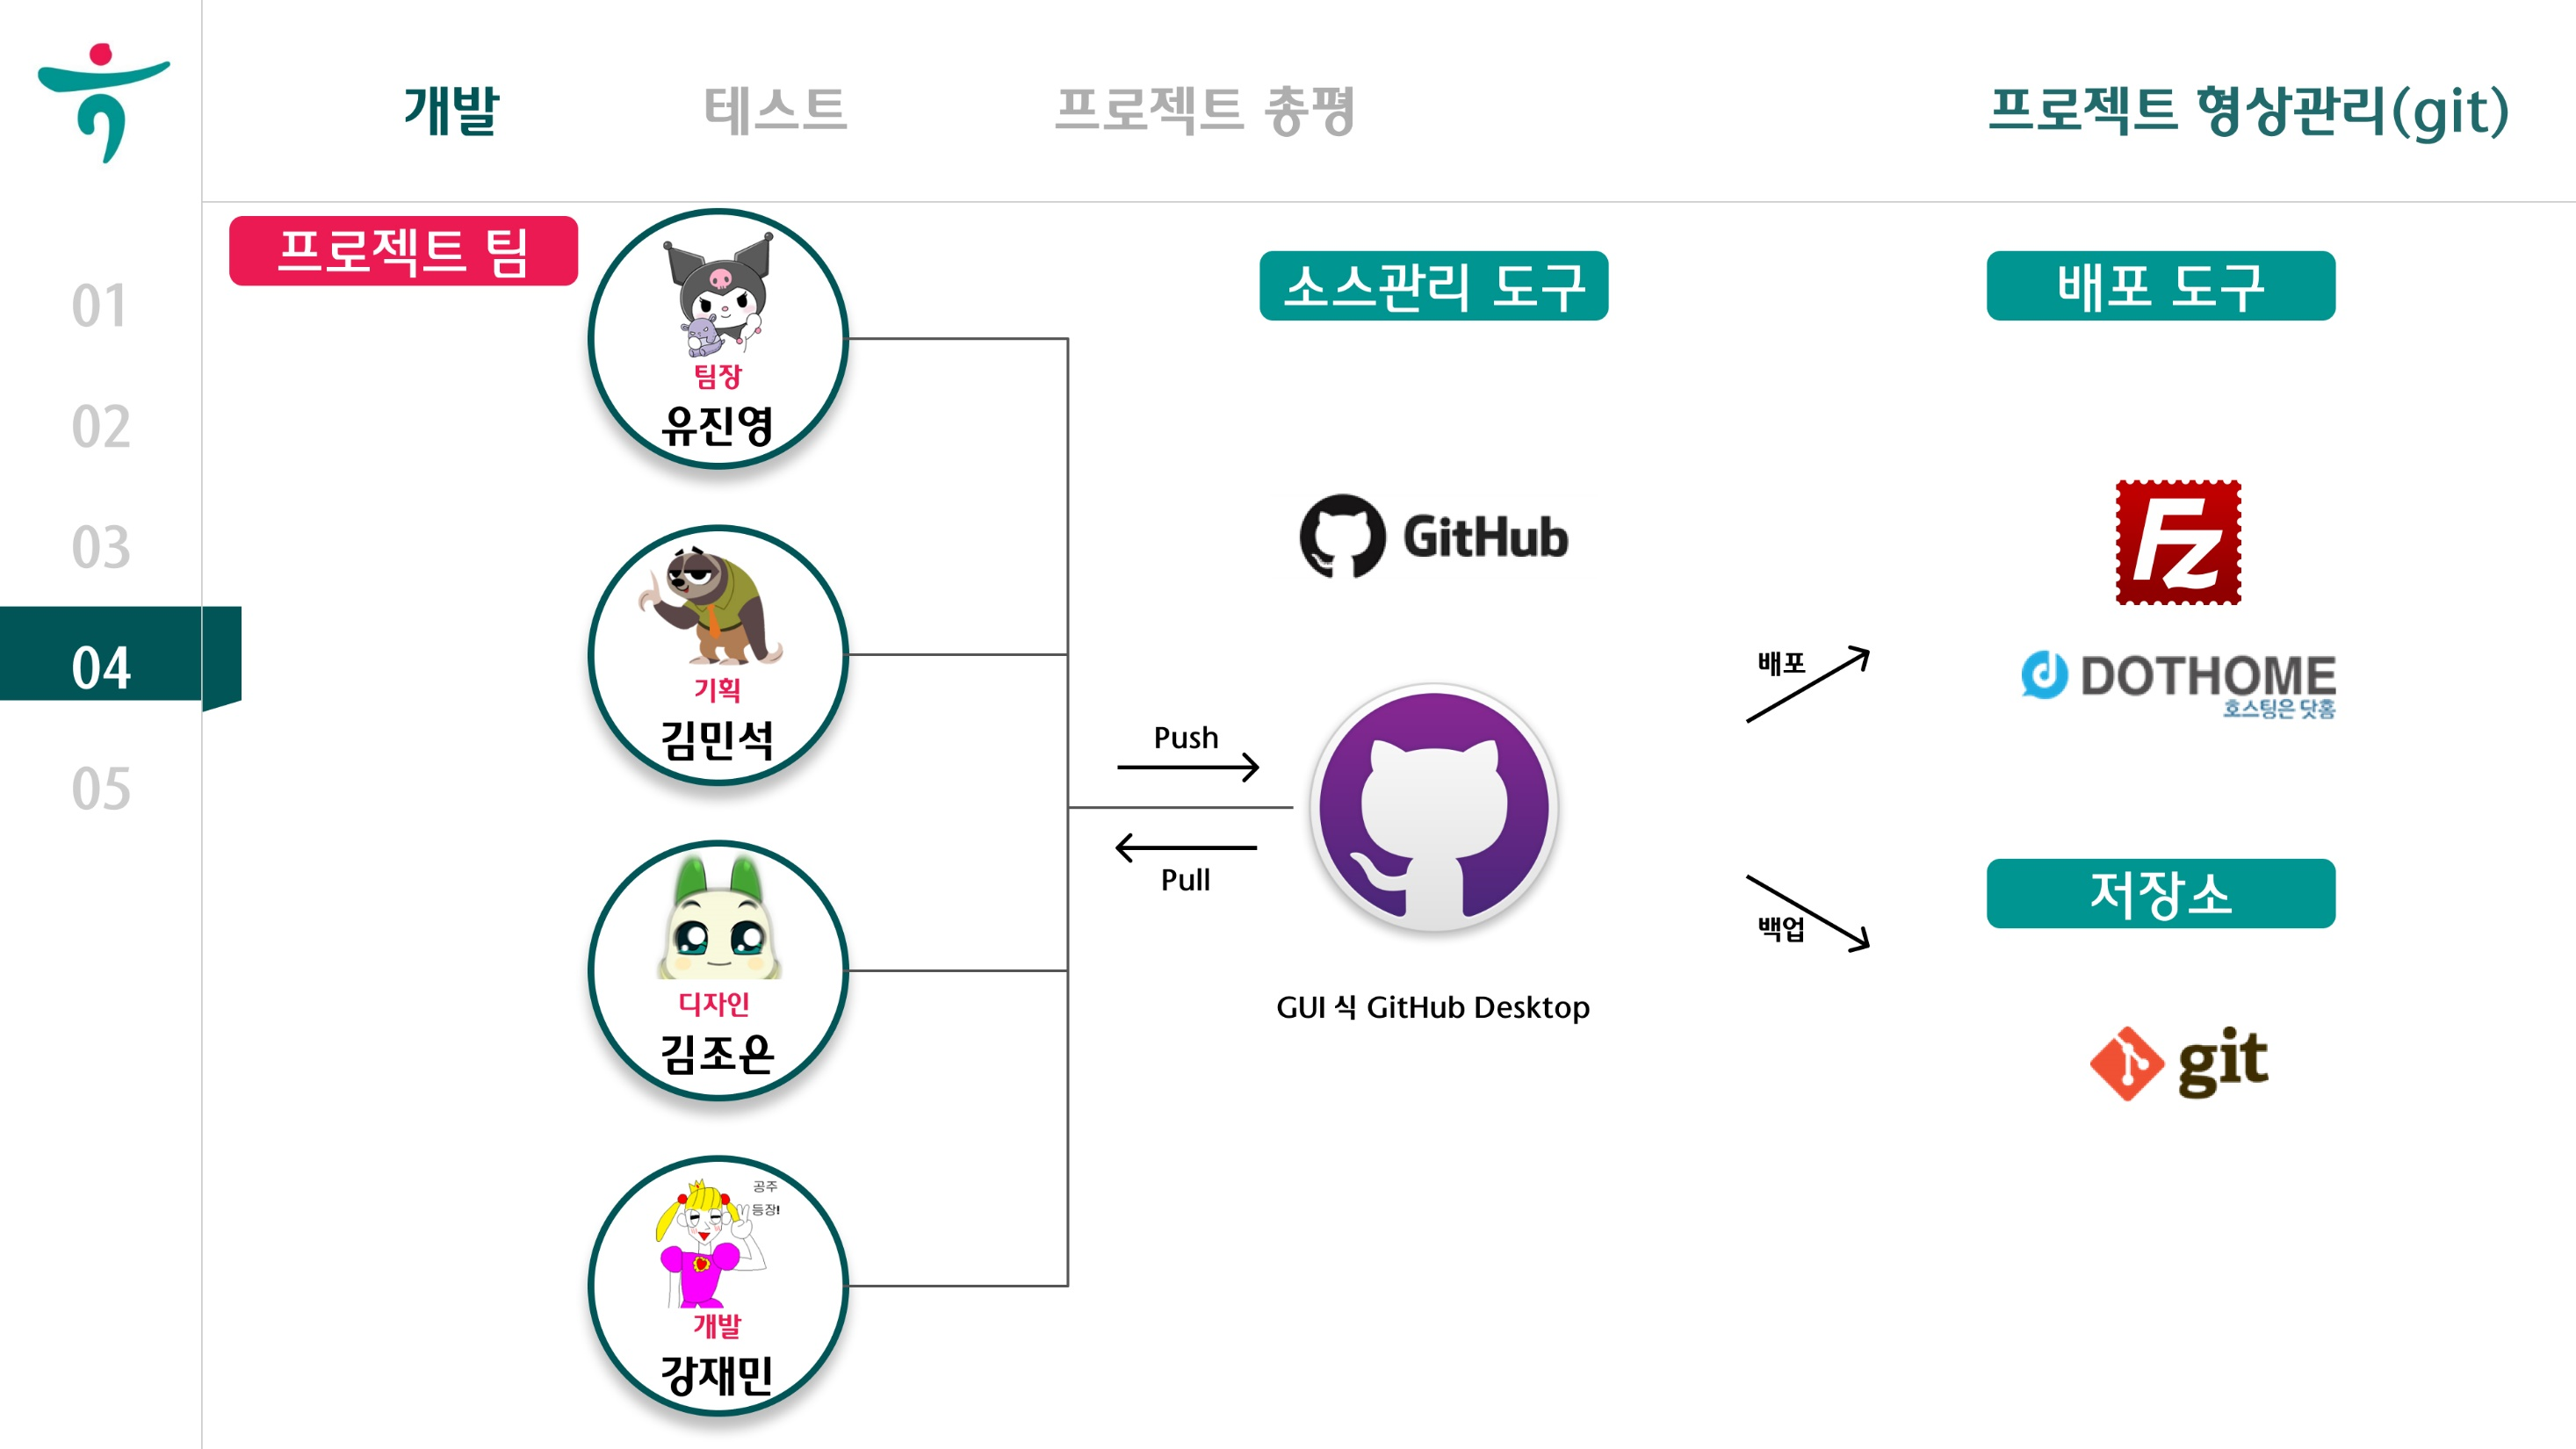 개발
테스트
프로젝트 총평
프로젝트 형상관리(git)
01
02
03
04
05
프로젝트 팀
팀장
유진영
기획
김민석
디자인
김조은
공주
등장!
개발
강재민
Push
Pull
소스관리 도구
GitHub
GUI 식 GitHub Desktop
배포
백업
배포 도구
FZ
DOTHOME
호스팅은 닷홈
저장소
git